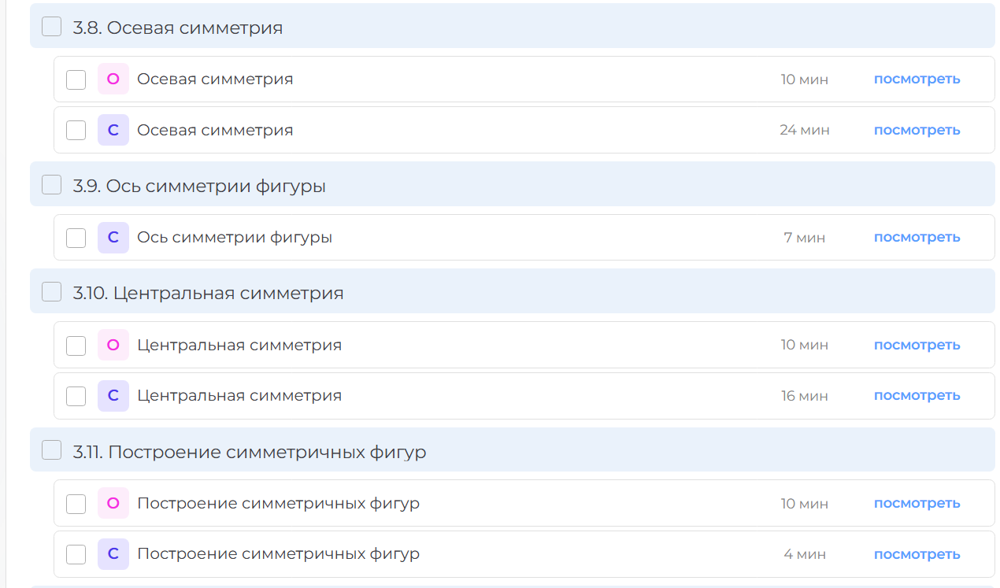 3.8. Осевая симметрия
О Осевая симметрия 10 мин посмотреть
С Осевая симметрия 24 мин посмотреть
3.9. Ось симметрии фигуры
С Ось симметрии фигуры 7 мин посмотреть
3.10. Центральная симметрия
О Центральная симметрия 10 мин посмотреть
С Центральная симметрия 16 мин посмотреть
3.11. Построение симметричных фигур
О Построение симметричных фигур 10 мин посмотреть
С Построение симметричных фигур 4 мин посмотреть